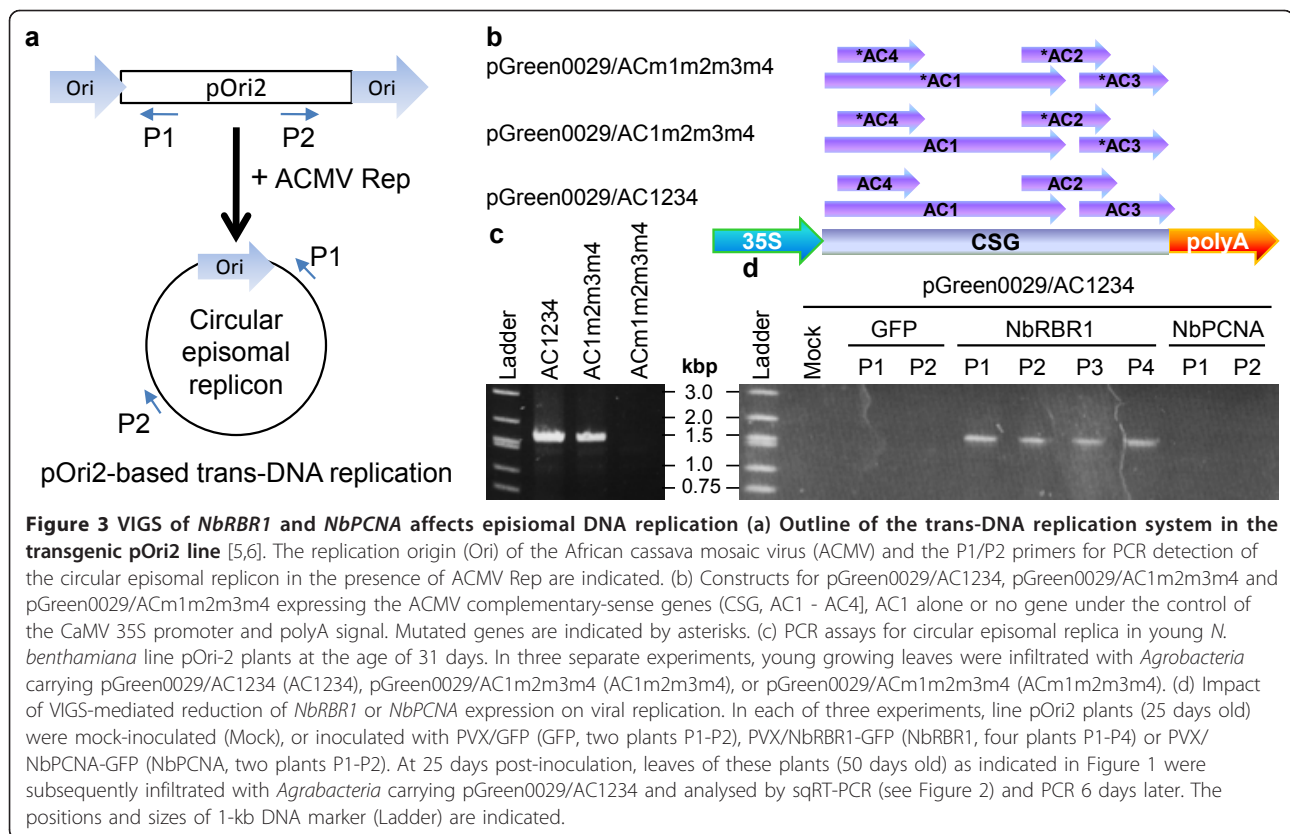 a
Ori
pOri2
Ori
P1
P2
+ ACMV Rep
Ori
P1
Circular
episomal
replicon
P2
pOri2-based trans-DNA replication
b
pGreen0029/ACm1m2m3m4
*AC4
*AC2
*AC1
*AC3
pGreen0029/AC1m2m3m4
*AC4
*AC2
AC1
*AC3
pGreen0029/AC1234
AC4
AC2
AC1
AC3
35S
CSG
polyA
c
Ladder
AC1234
AC1m2m3m4
ACm1m2m3m4
kbp
3.0
2.0
1.5
1.0
0.75
d
pGreen0029/AC1234
Ladder
Mock
GFP
NbRBR1
NbPCNA
P1 P2 P1 P2 P3 P4 P1 P2
Figure 3 VIGS of NbRBR1 and NbPCNA affects episiomal DNA replication (a) Outline of the trans-DNA replication system in the
transgenic pOri2 line [5,6]. The replication origin (Ori) of the African cassava mosaic virus (ACMV) and the P1/P2 primers for PCR detection of
the circular episomal replicon in the presence of ACMV Rep are indicated. (b) Constructs for pGreen0029/AC1234, pGreen0029/AC1m2m3m4 and
pGreen0029/ACm1m2m3m4 expressing the ACMV complementary-sense genes (CSG, AC1 - AC4], AC1 alone or no gene under the control of
the CaMV 35S promoter and polyA signal. Mutated genes are indicated by asterisks. (c) PCR assays for circular episomal replica in young N.
benthamiana line pOri-2 plants at the age of 31 days. In three separate experiments, young growing leaves were infiltrated with Agrobacteria
carrying pGreen0029/AC1234 (AC1234), pGreen0029/AC1m2m3m4 (AC1m2m3m4), or pGreen0029/ACm1m2m3m4 (ACm1m2m3m4). (d) Impact
of VIGS-mediated reduction of NbRBR1 or NbPCNA expression on viral replication. In each of three experiments, line pOri2 plants (25 days old)
were mock-inoculated (Mock), or inoculated with PVX/GFP (GFP, two plants P1-P2), PVX/NbRBR1-GFP (NbRBR1, four plants P1-P4) or PVX/
NbPCNA-GFP (NbPCNA, two plants P1-P2). At 25 days post-inoculation, leaves of these plants (50 days old) as indicated in Figure 1 were
subsequently infiltrated with Agrabacteria carrying pGreen0029/AC1234 and analysed by sqRT-PCR (see Figure 2) and PCR 6 days later. The
positions and sizes of 1-kb DNA marker (Ladder) are indicated.